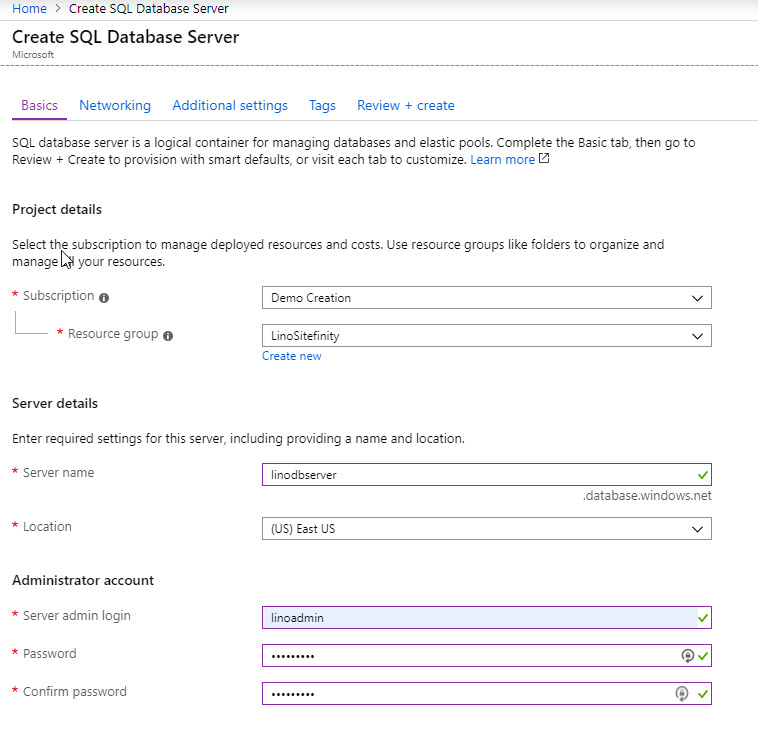 Home > Create SQL Database Server
Create SQL Database Server
Microsoft
Basics Networking Additional settings Tags Review + create
SQL database server is a logical container for managing databases and elastic pools. Complete the Basic tab, then go to
Review + Create to provision with smart defaults, or visit each tab to customize. Learn more
Project details
Select the subscription to manage deployed resources and costs. Use resource groups like folders to organize and
manage your resources.
* Subscription Demo Creation
* Resource group LinoSitefinity
Create new
Server details
Enter required settings for this server, including providing a name and location.
* Server name linodbserver
.database.windows.net
* Location (US) East US
Administrator account
* Server admin login linoadmin
* Password •••••••••
* Confirm password •••••••••